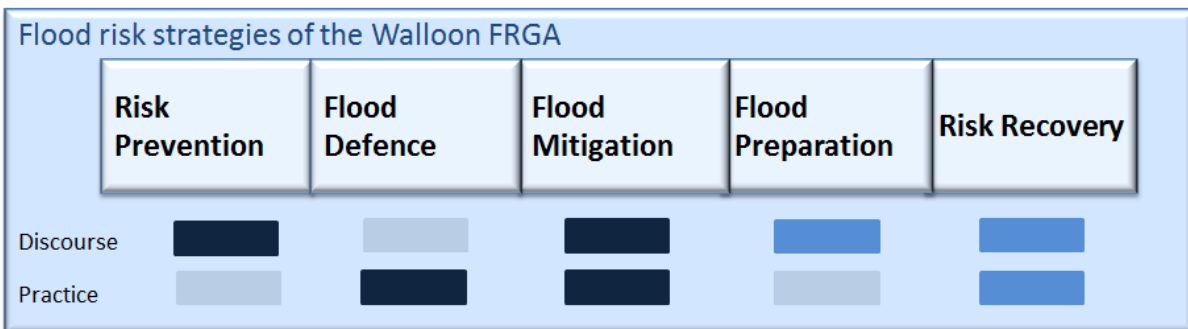 Flood risk strategies of the Walloon FRGA
Risk
Prevention
Flood
Defence
Flood
Mitigation
Flood
Preparation
Risk Recovery
Discourse
Practice